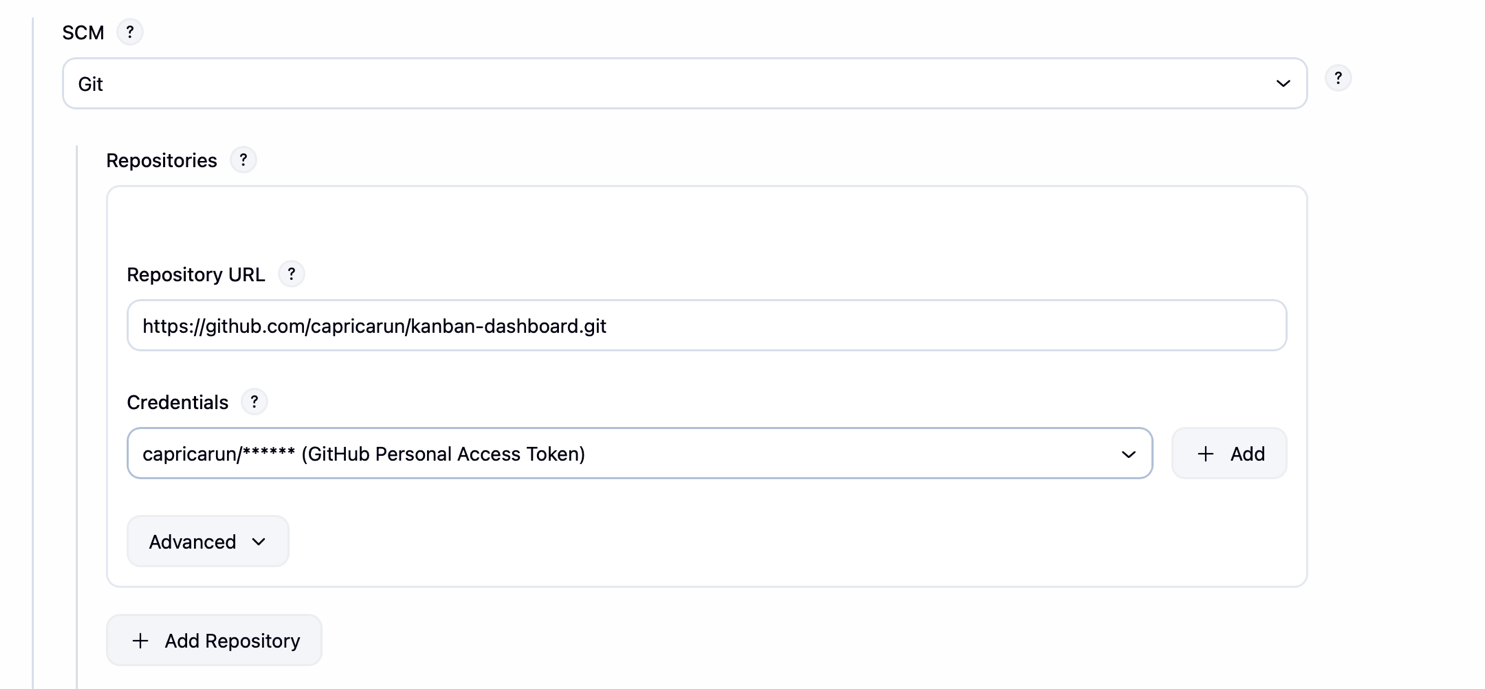 SCM ?
Git
?
Repositories ?
Repository URL ?
https://github.com/capricarun/kanban-dashboard.git
Credentials ?
capricarun/****** (GitHub Personal Access Token)
+ Add
Advanced
+ Add Repository